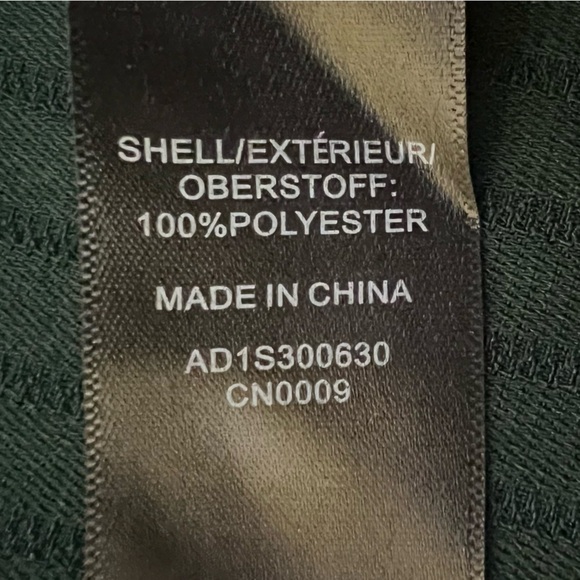 SHELL/EXTÉRIEUR/
OBERSTOFF:
100%POLYESTER
MADE IN CHINA
AD1S300630
CN0009